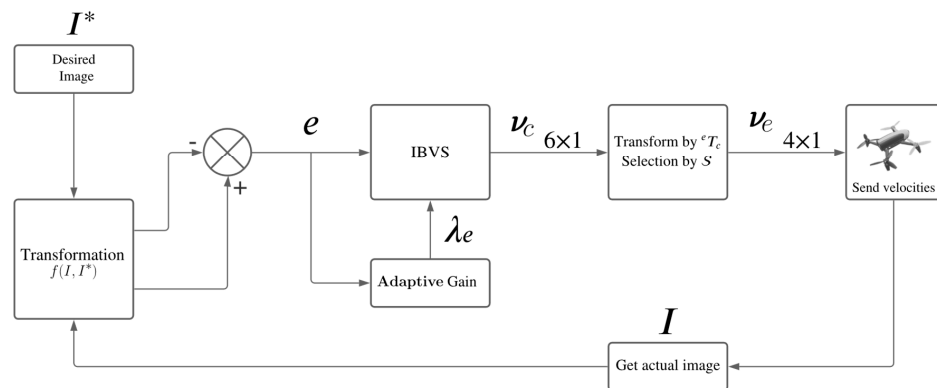 I*
Desired
Image
-
+
e
Transformation
f(I, I*)
IBVS
λe
Adaptive Gain
νc 6×1
Transform by ᵉTc
Selection by S
νe 4×1
Send velocities
I
Get actual image